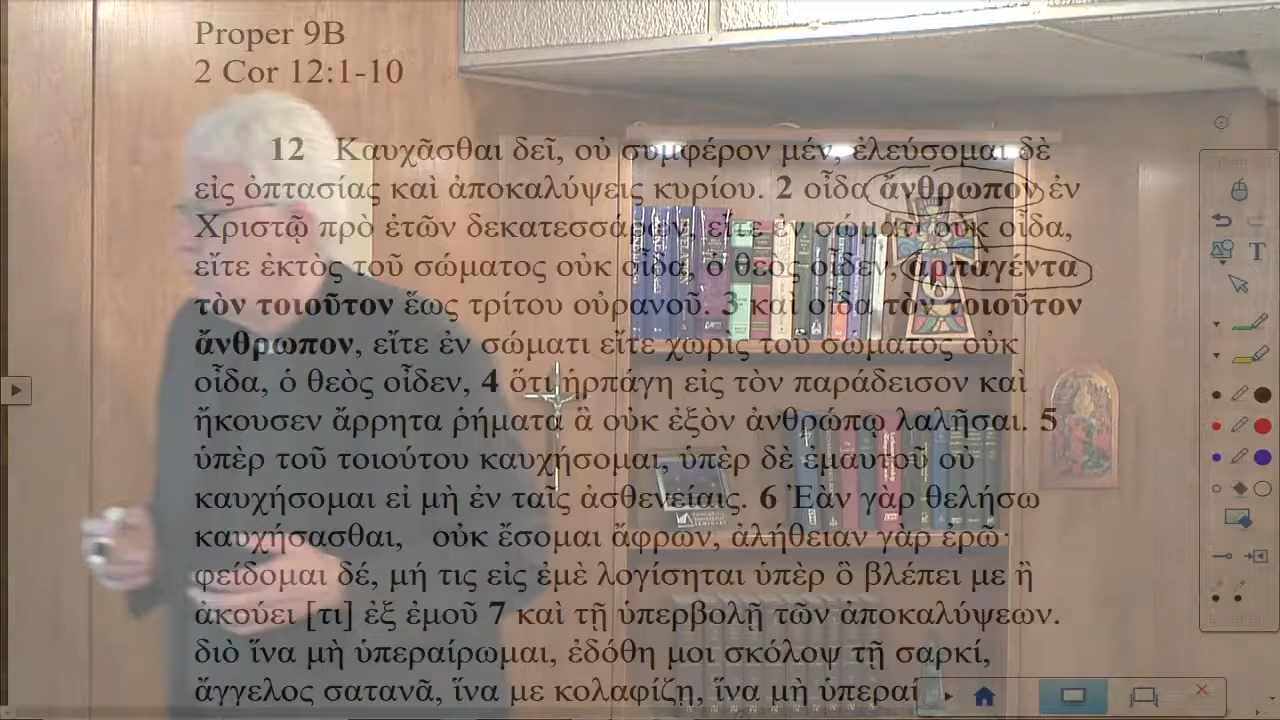 Proper 9B
2 Cor 12:1-10
12 Καυχᾶσθαι δεῖ, οὐ συμφέρον μέν, ἐλεύσομαι δὲ
εἰς ὀπτασίας καὶ ἀποκαλύψεις κυρίου. 2 οἶδα ἄνθρωπον ἐν
Χριστῷ πρὸ ἐτῶν δεκατεσσάρων, εἴτε ἐν σώματι οὐκ οἶδα,
εἴτε ἐκτὸς τοῦ σώματος οὐκ οἶδα, ὁ θεὸς οἶδεν, ἁρπαγέντα
τὸν τοιοῦτον ἕως τρίτου οὐρανοῦ. 3 καὶ οἶδα τὸν τοιοῦτον
ἄνθρωπον, εἴτε ἐν σώματι εἴτε χωρὶς τοῦ σώματος οὐκ
οἶδα, ὁ θεὸς οἶδεν, 4 ὅτι ἡρπάγη εἰς τὸν παράδεισον καὶ
ἤκουσεν ἄρρητα ῥήματα ἃ οὐκ ἐξὸν ἀνθρώπῳ λαλῆσαι. 5
ὑπὲρ τοῦ τοιούτου καυχήσομαι, ὑπὲρ δὲ ἐμαυτοῦ οὐ
καυχήσομαι εἰ μὴ ἐν ταῖς ἀσθενείαις. 6 Ἐὰν γὰρ θελήσω
καυχήσασθαι, οὐκ ἔσομαι ἄφρων, ἀλήθειαν γὰρ ἐρῶ·
φείδομαι δέ, μή τις εἰς ἐμὲ λογίσηται ὑπὲρ ὃ βλέπει με ἢ
ἀκούει [τι] ἐξ ἐμοῦ 7 καὶ τῇ ὑπερβολῇ τῶν ἀποκαλύψεων.
διὸ ἵνα μὴ ὑπεραίρωμαι, ἐδόθη μοι σκόλοψ τῇ σαρκί,
ἄγγελος σατανᾶ, ἵνα με κολαφίζῃ, ἵνα μὴ ὑπεραί